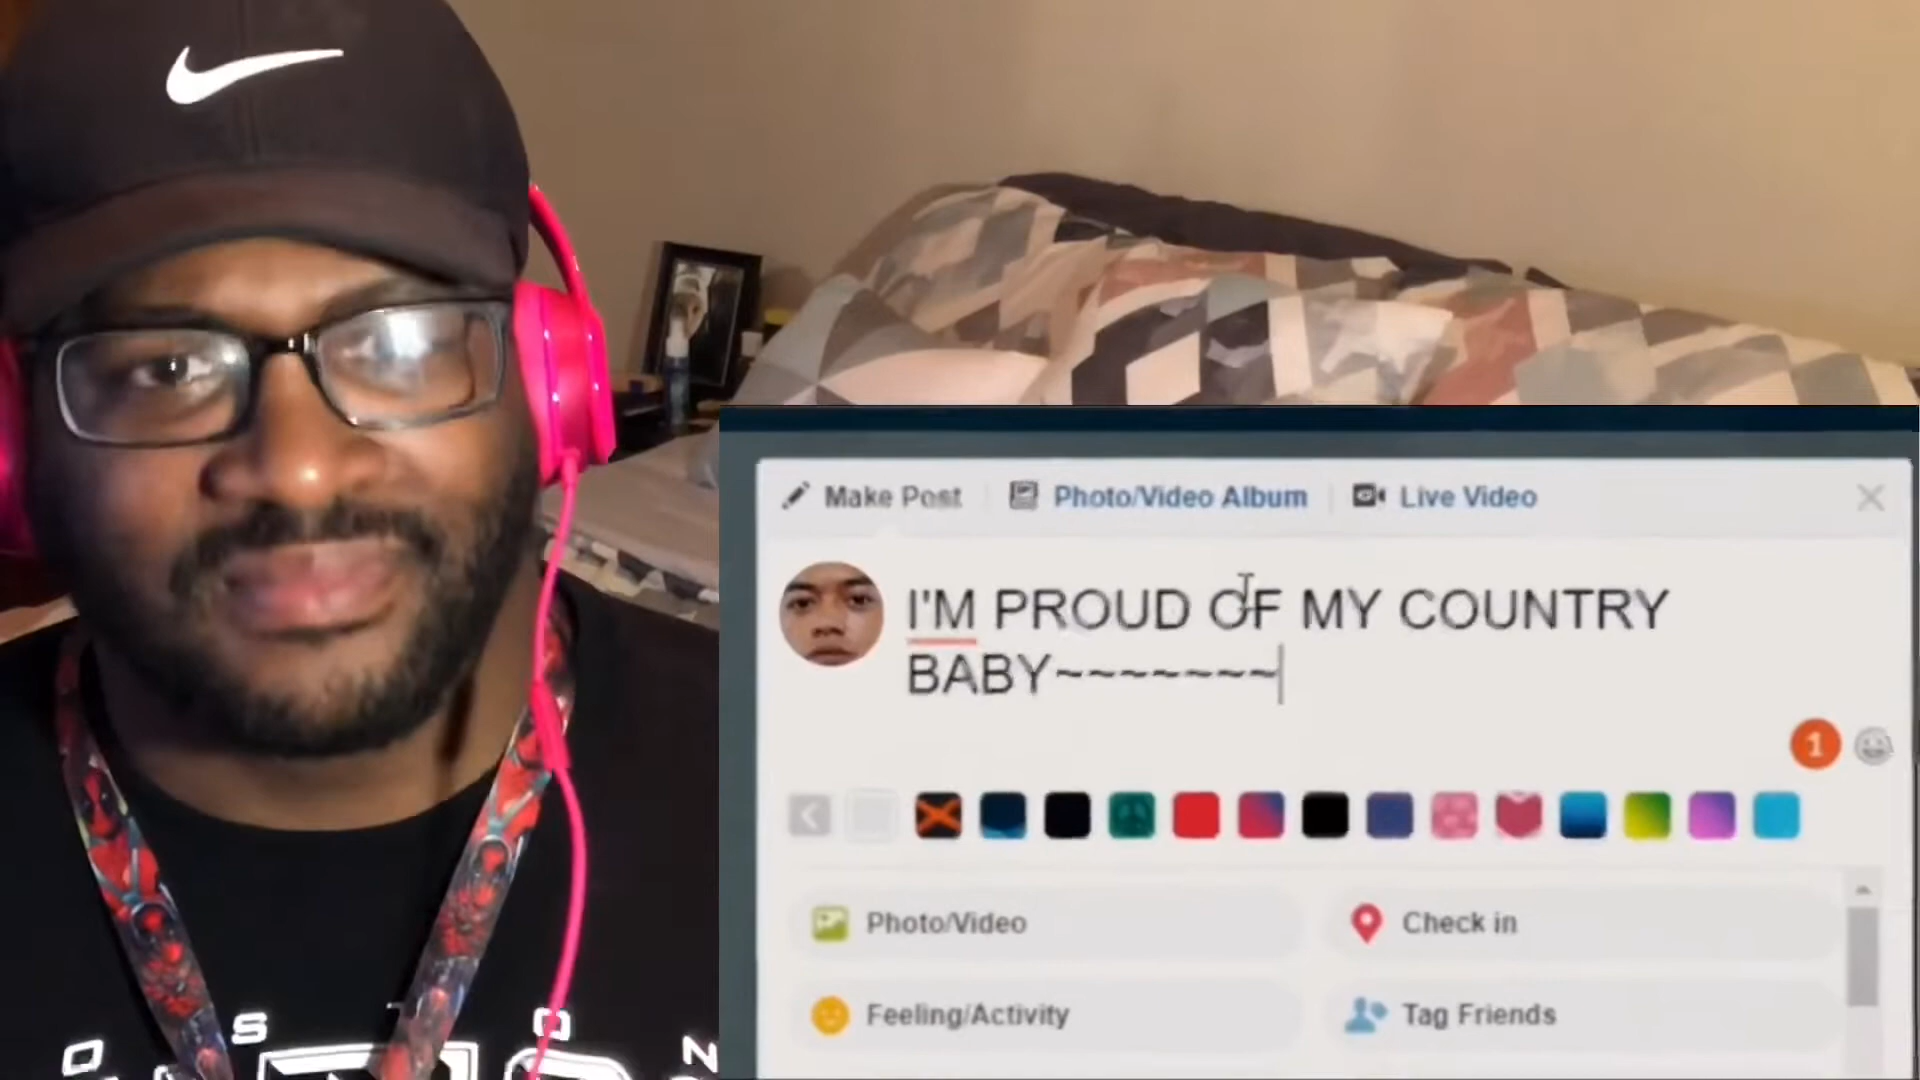 Make Post
Photo/Video Album
Live Video
I'M PROUD OF MY COUNTRY
BABY~~~~~~~
1
Photo/Video
Check in
Feeling/Activity
Tag Friends